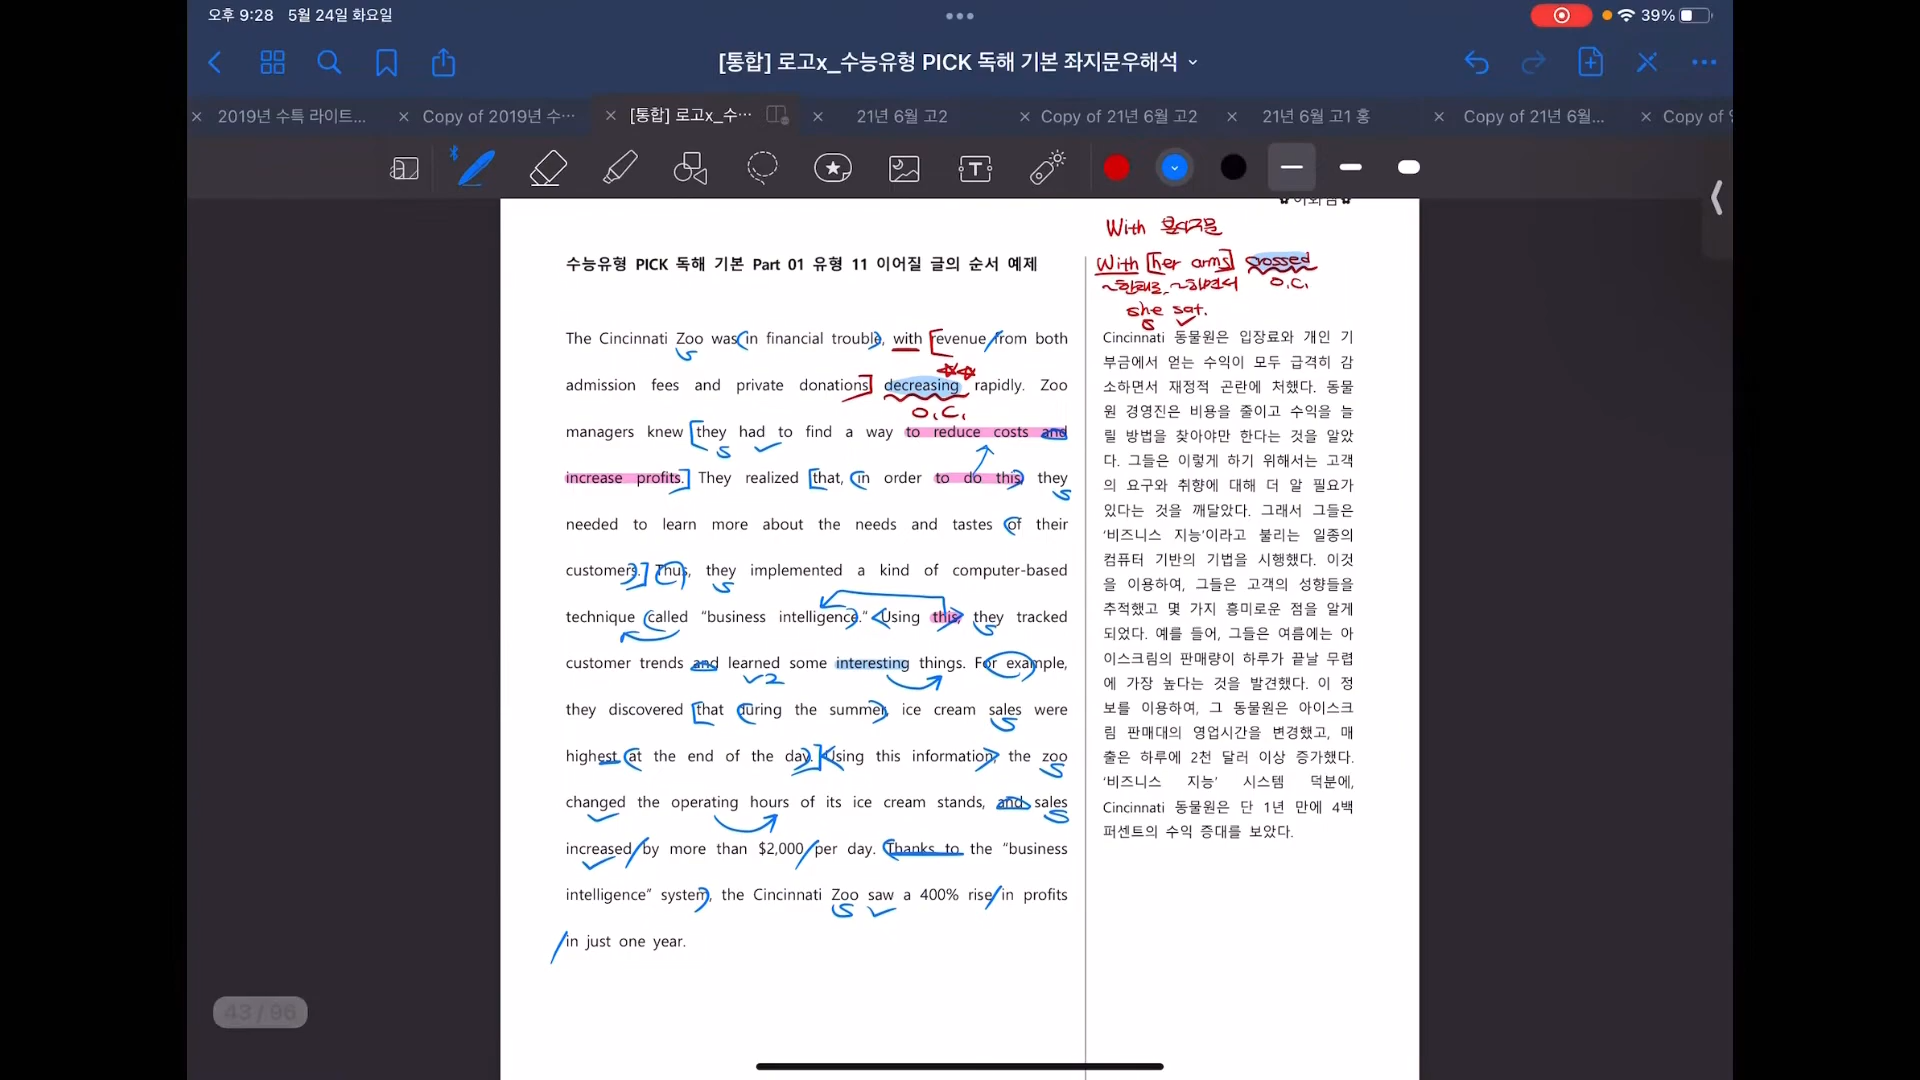 오후 9:28 5월 24일 화요일
39%
[통합] 로고x_수능유형 PICK 독해 기본 좌지문우해석
2019년 수특 라이트...
Copy of 2019년 수...
[통합] 로고x_수...
21년 6월 고2
Copy of 21년 6월 고2
21년 6월 고1 홍
Copy of 21년 6월...
Copy of
With 분사구문
With [her arms] crossed
~한채로, ~하면서 O.C.
she sat.
S
수능유형 PICK 독해 기본 Part 01 유형 11 이어질 글의 순서 예제
The Cincinnati Zoo was (in financial trouble), with [revenue / from both
S
admission fees and private donations] decreasing rapidly. Zoo
O.C.
managers knew [they had to find a way to reduce costs and
S
increase profits.] They realized [that, (in order to do this), they
S
needed to learn more about the needs and tastes (of their
customers.)] Thus, they implemented a kind of computer-based
S
technique (called “business intelligence.”) <Using this,> they tracked
S
customer trends and learned some interesting things. For example,
2
they discovered [that (during the summer), ice cream sales were
S
highest (at the end of the day.)] <Using this information,> the zoo
S
changed the operating hours of its ice cream stands, and sales
S
increased / by more than $2,000 / per day. (Thanks to the “business
intelligence” system), the Cincinnati Zoo saw a 400% rise / in profits
S
/ in just one year.
Cincinnati 동물원은 입장료와 개인 기
부금에서 얻는 수익이 모두 급격히 감
소하면서 재정적 곤란에 처했다. 동물
원 경영진은 비용을 줄이고 수익을 늘
릴 방법을 찾아야만 한다는 것을 알았
다. 그들은 이렇게 하기 위해서는 고객
의 요구와 취향에 대해 더 알 필요가
있다는 것을 깨달았다. 그래서 그들은
‘비즈니스 지능’이라고 불리는 일종의
컴퓨터 기반의 기법을 시행했다. 이것
을 이용하여, 그들은 고객의 성향들을
추적했고 몇 가지 흥미로운 점을 알게
되었다. 예를 들어, 그들은 여름에는 아
이스크림의 판매량이 하루가 끝날 무렵
에 가장 높다는 것을 발견했다. 이 정
보를 이용하여, 그 동물원은 아이스크
림 판매대의 영업시간을 변경했고, 매
출은 하루에 2천 달러 이상 증가했다.
‘비즈니스 지능’ 시스템 덕분에,
Cincinnati 동물원은 단 1년 만에 4백
퍼센트의 수익 증대를 보았다.
43 / 96